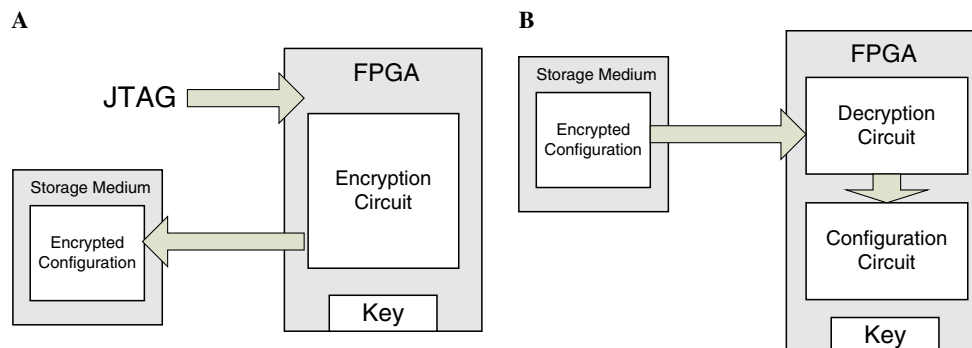 A
FPGA
JTAG
Encryption
Circuit
Storage Medium
Encrypted
Configuration
Key
B
FPGA
Storage Medium
Encrypted
Configuration
Decryption
Circuit
Configuration
Circuit
Key